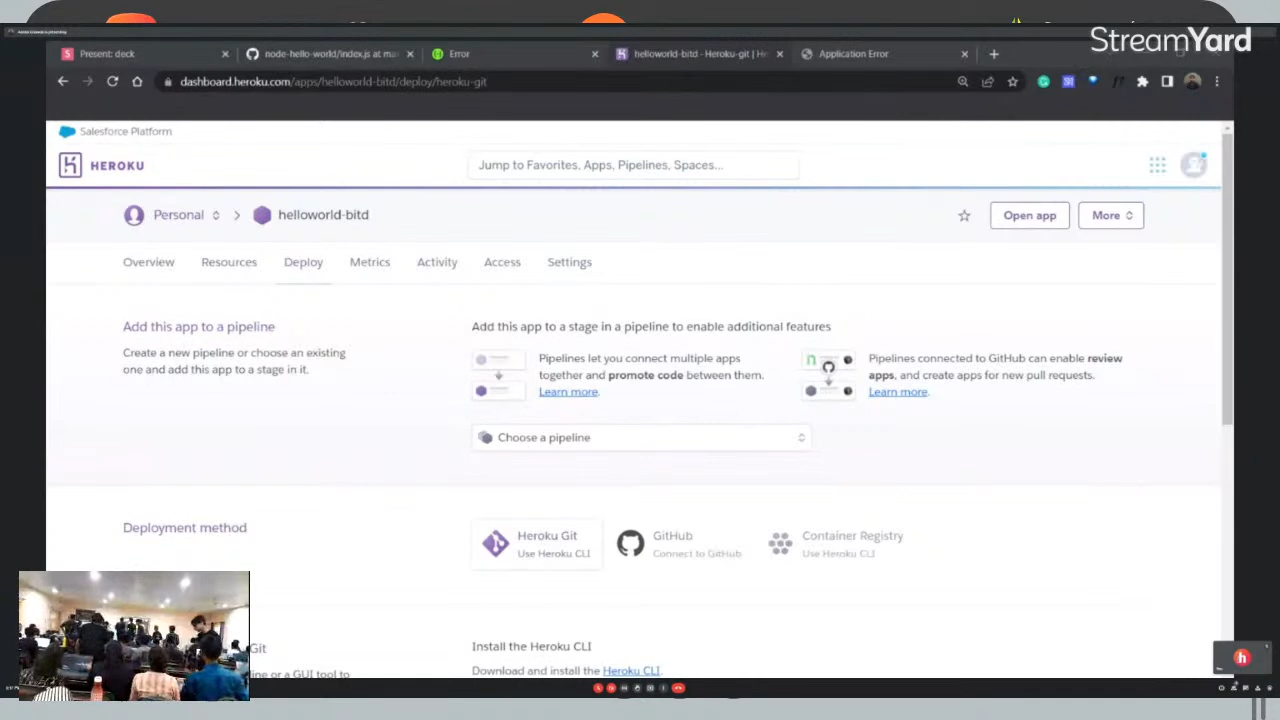 StreamYard
Present: deck
node-hello-world/index.js at ma
Error
helloworld-bitd - Heroku-git | He
Application Error
dashboard.heroku.com/apps/helloworld-bitd/deploy/heroku-git
Salesforce Platform
HEROKU
Jump to Favorites, Apps, Pipelines, Spaces...
Personal
helloworld-bitd
Open app
More
Overview
Resources
Deploy
Metrics
Activity
Access
Settings
Add this app to a pipeline
Create a new pipeline or choose an existing
one and add this app to a stage in it.
Add this app to a stage in a pipeline to enable additional features
Pipelines let you connect multiple apps
together and promote code between them.
Learn more.
Pipelines connected to GitHub can enable review
apps, and create apps for new pull requests.
Learn more.
Choose a pipeline
Deployment method
Heroku Git
Use Heroku CLI
GitHub
Connect to GitHub
Container Registry
Use Heroku CLI
Git
ine or a GUI tool to
Install the Heroku CLI
Download and install the Heroku CLI.
h